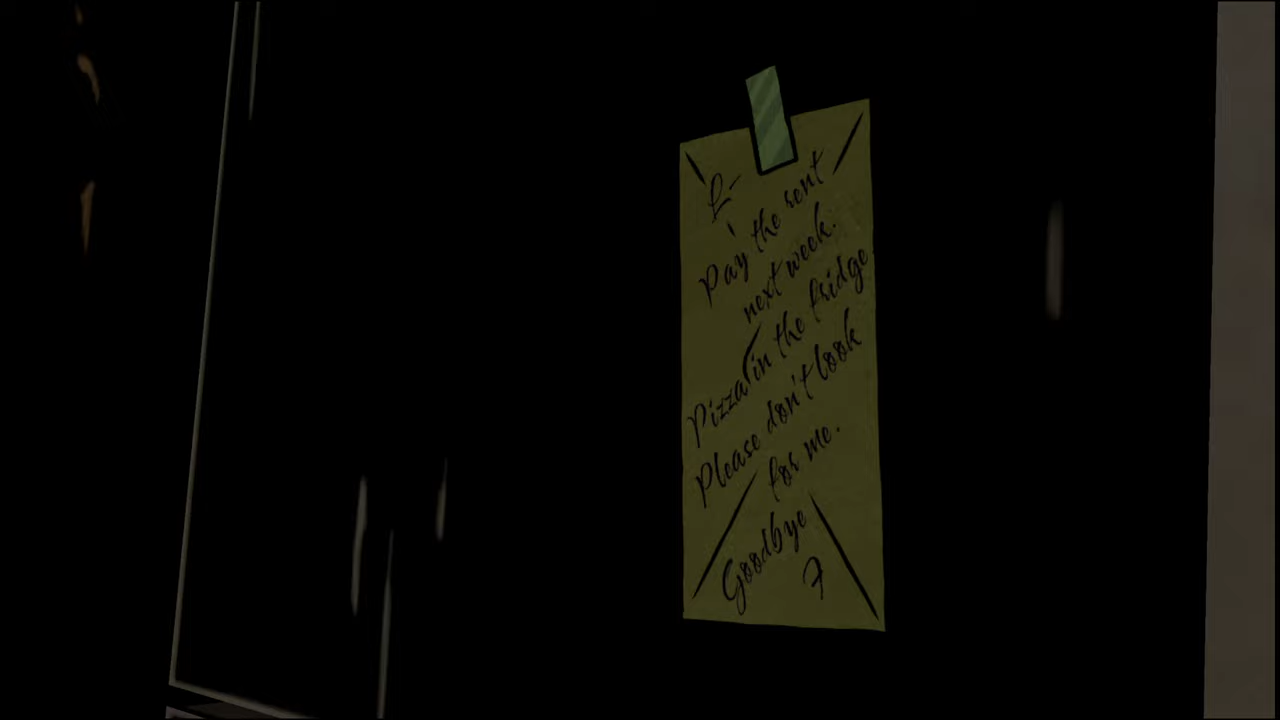 L-
Pay the rent
next week.
Pizza in the fridge
Please don't look
for me.
Goodbye
F